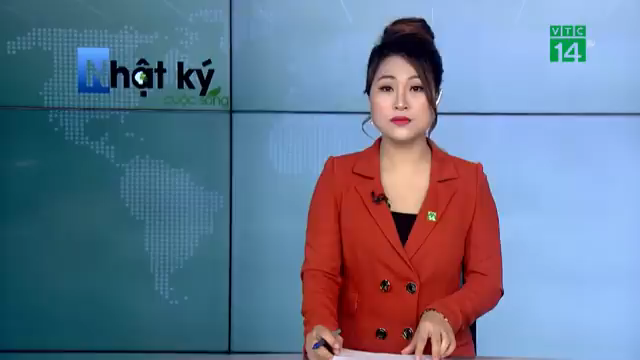 Nhật ký
cuộc sống
VTC
14